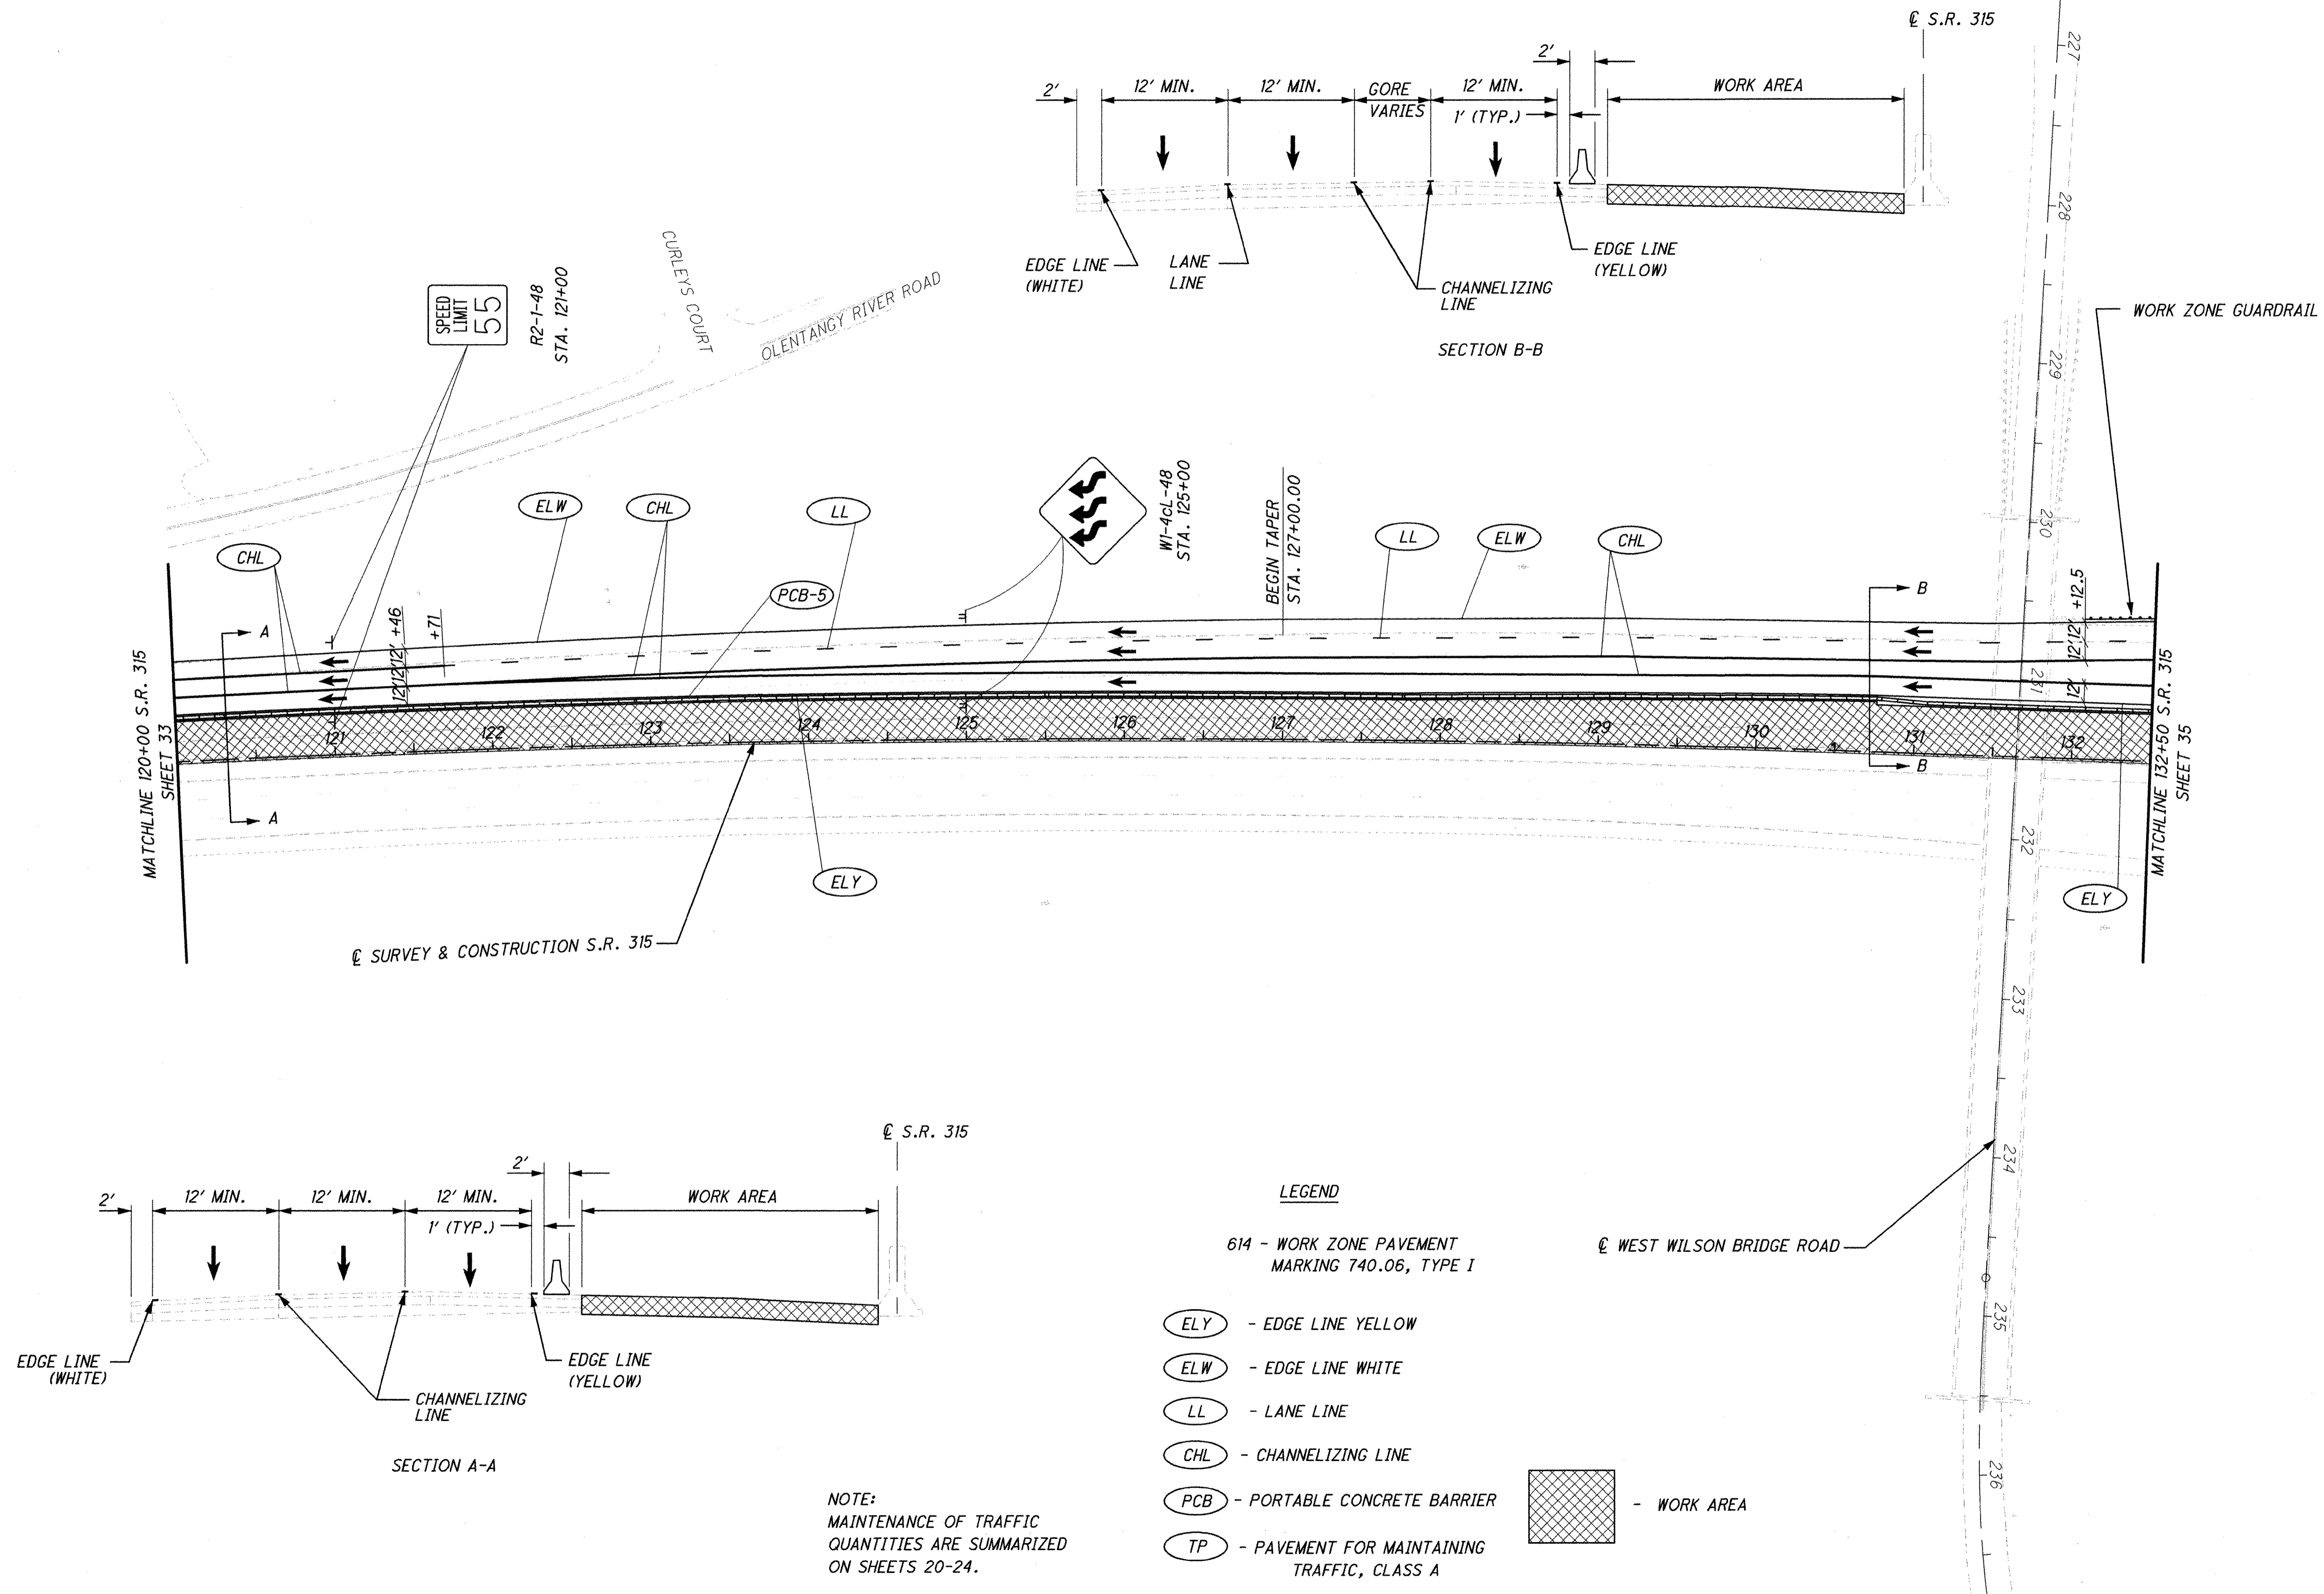 ℄ S.R. 315
2'
2'
12' MIN.
12' MIN.
GORE
VARIES
12' MIN.
1' (TYP.)
WORK AREA
EDGE LINE
(WHITE)
LANE
LINE
CHANNELIZING
LINE
EDGE LINE
(YELLOW)
SECTION B-B
WORK ZONE GUARDRAIL
227
228
229
230
231
232
233
234
235
236
SPEED
LIMIT
55
R2-1-48
STA. 121+00
CURLEYS COURT
OLENTANGY RIVER ROAD
W1-4cL-48
STA. 125+00
BEGIN TAPER
STA. 127+00.00
CHL
ELW
CHL
LL
PCB-5
LL
ELW
CHL
A
A
B
B
+46
+71
12'
12'
12'
+12.5
12'
12'
12'
121
122
123
124
125
126
127
128
129
130
131
132
MATCHLINE 120+00 S.R. 315
SHEET 33
MATCHLINE 132+50 S.R. 315
SHEET 35
ELY
ELY
℄ SURVEY & CONSTRUCTION S.R. 315
℄ WEST WILSON BRIDGE ROAD
℄ S.R. 315
2'
2'
12' MIN.
12' MIN.
12' MIN.
1' (TYP.)
WORK AREA
EDGE LINE
(WHITE)
CHANNELIZING
LINE
EDGE LINE
(YELLOW)
SECTION A-A
NOTE:
MAINTENANCE OF TRAFFIC
QUANTITIES ARE SUMMARIZED
ON SHEETS 20-24.
LEGEND
614 - WORK ZONE PAVEMENT
MARKING 740.06, TYPE I
ELY - EDGE LINE YELLOW
ELW - EDGE LINE WHITE
LL - LANE LINE
CHL - CHANNELIZING LINE
PCB - PORTABLE CONCRETE BARRIER
TP - PAVEMENT FOR MAINTAINING
TRAFFIC, CLASS A
- WORK AREA